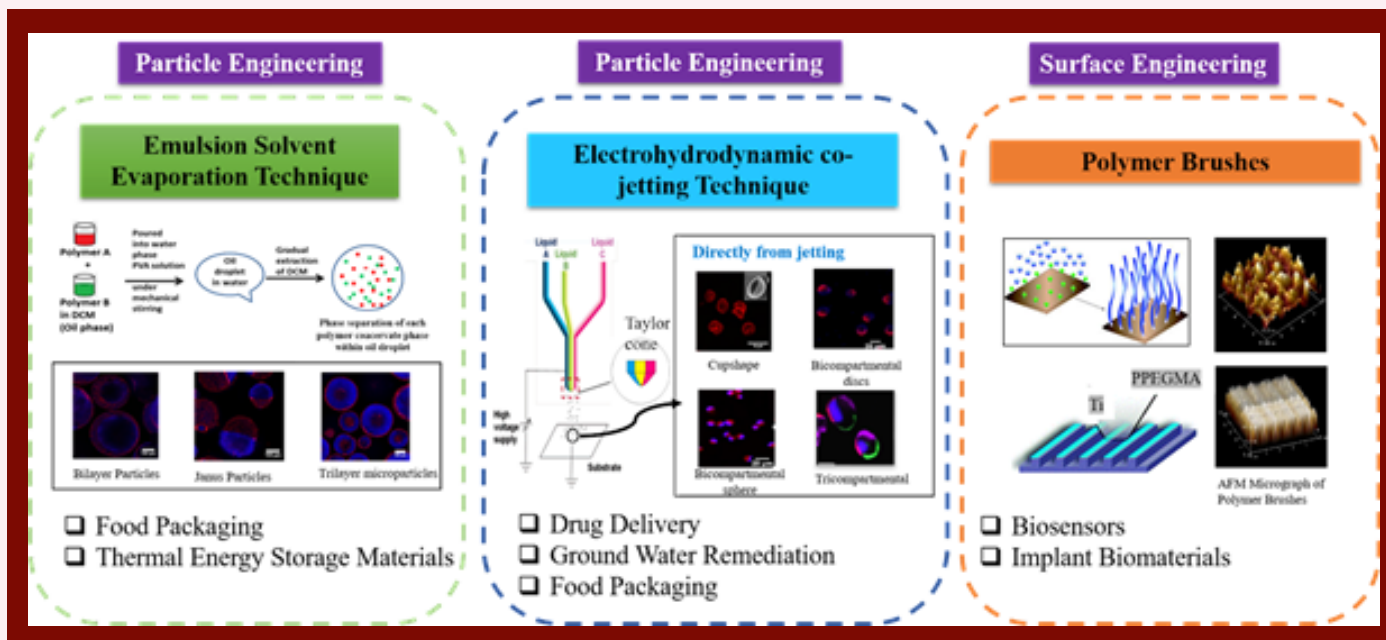 Particle Engineering
Emulsion Solvent
Evaporation Technique
Polymer A
+
Polymer B
in DCM
(Oil phase)
Poured
into water
phase
PVA solution
under
mechanical
stirring
Oil
droplet
in water
Gradual
extraction
of DCM
Phase separation of each
polymer coacervate phase
within oil droplet
Bilayer Particles
Janus Particles
Trilayer microparticles
❑ Food Packaging
❑ Thermal Energy Storage Materials
Particle Engineering
Electrohydrodynamic co-
jetting Technique
Liquid
A
Liquid
B
Liquid
C
Taylor
cone
High
voltage
supply
Substrate
Directly from jetting
Cupshape
Bicompartmental
discs
Bicompartmental
sphere
Tricompartmental
❑ Drug Delivery
❑ Ground Water Remediation
❑ Food Packaging
Surface Engineering
Polymer Brushes
PPEGMA
Ti
AFM Micrograph of
Polymer Brushes
❑ Biosensors
❑ Implant Biomaterials